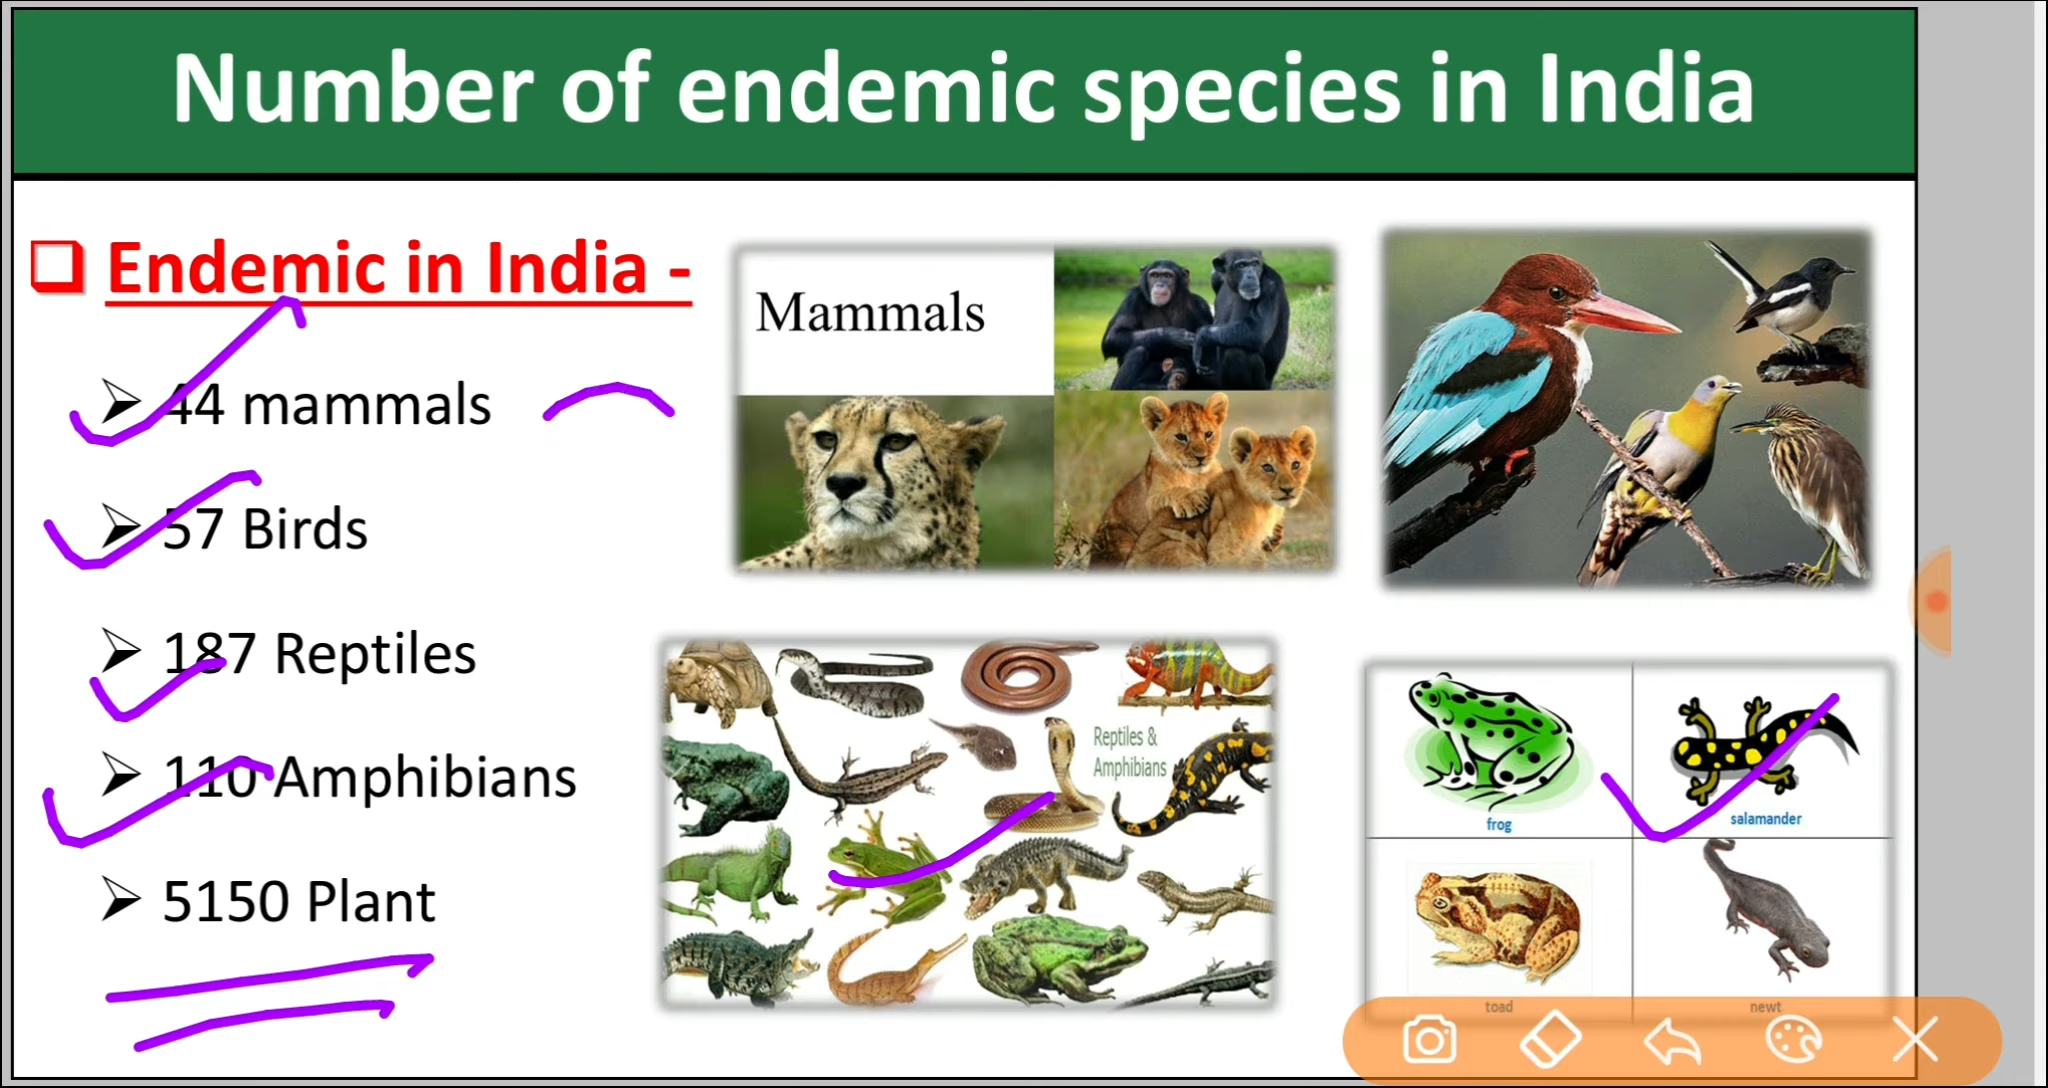 Number of endemic species in India
Endemic in India -
44 mammals
57 Birds
187 Reptiles
110 Amphibians
5150 Plant
Mammals
Reptiles &
Amphibians
frog
salamander
toad
newt